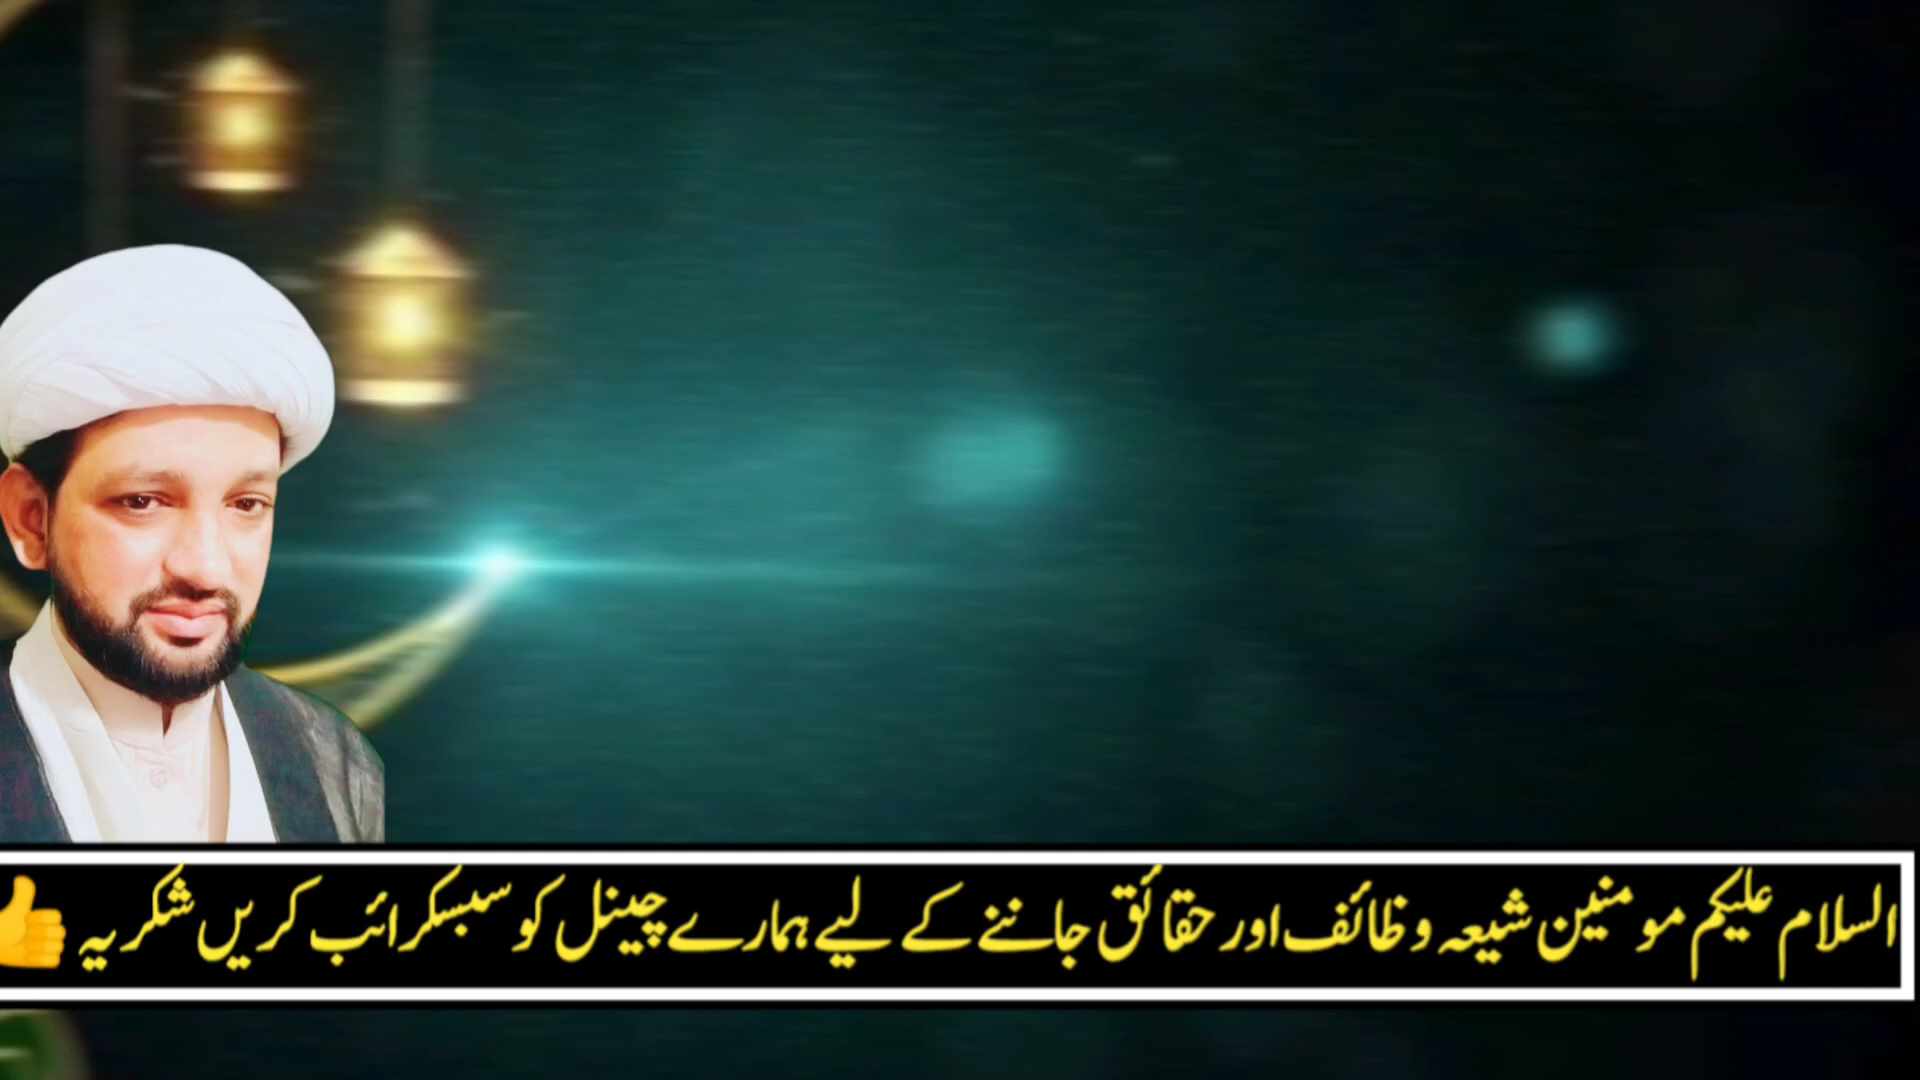 السلام علیکم مومنین شیعہ وظائف اور حقائق جاننے کے لیے ہمارے چینل کو سبسکرائب کریں شکریہ 👍